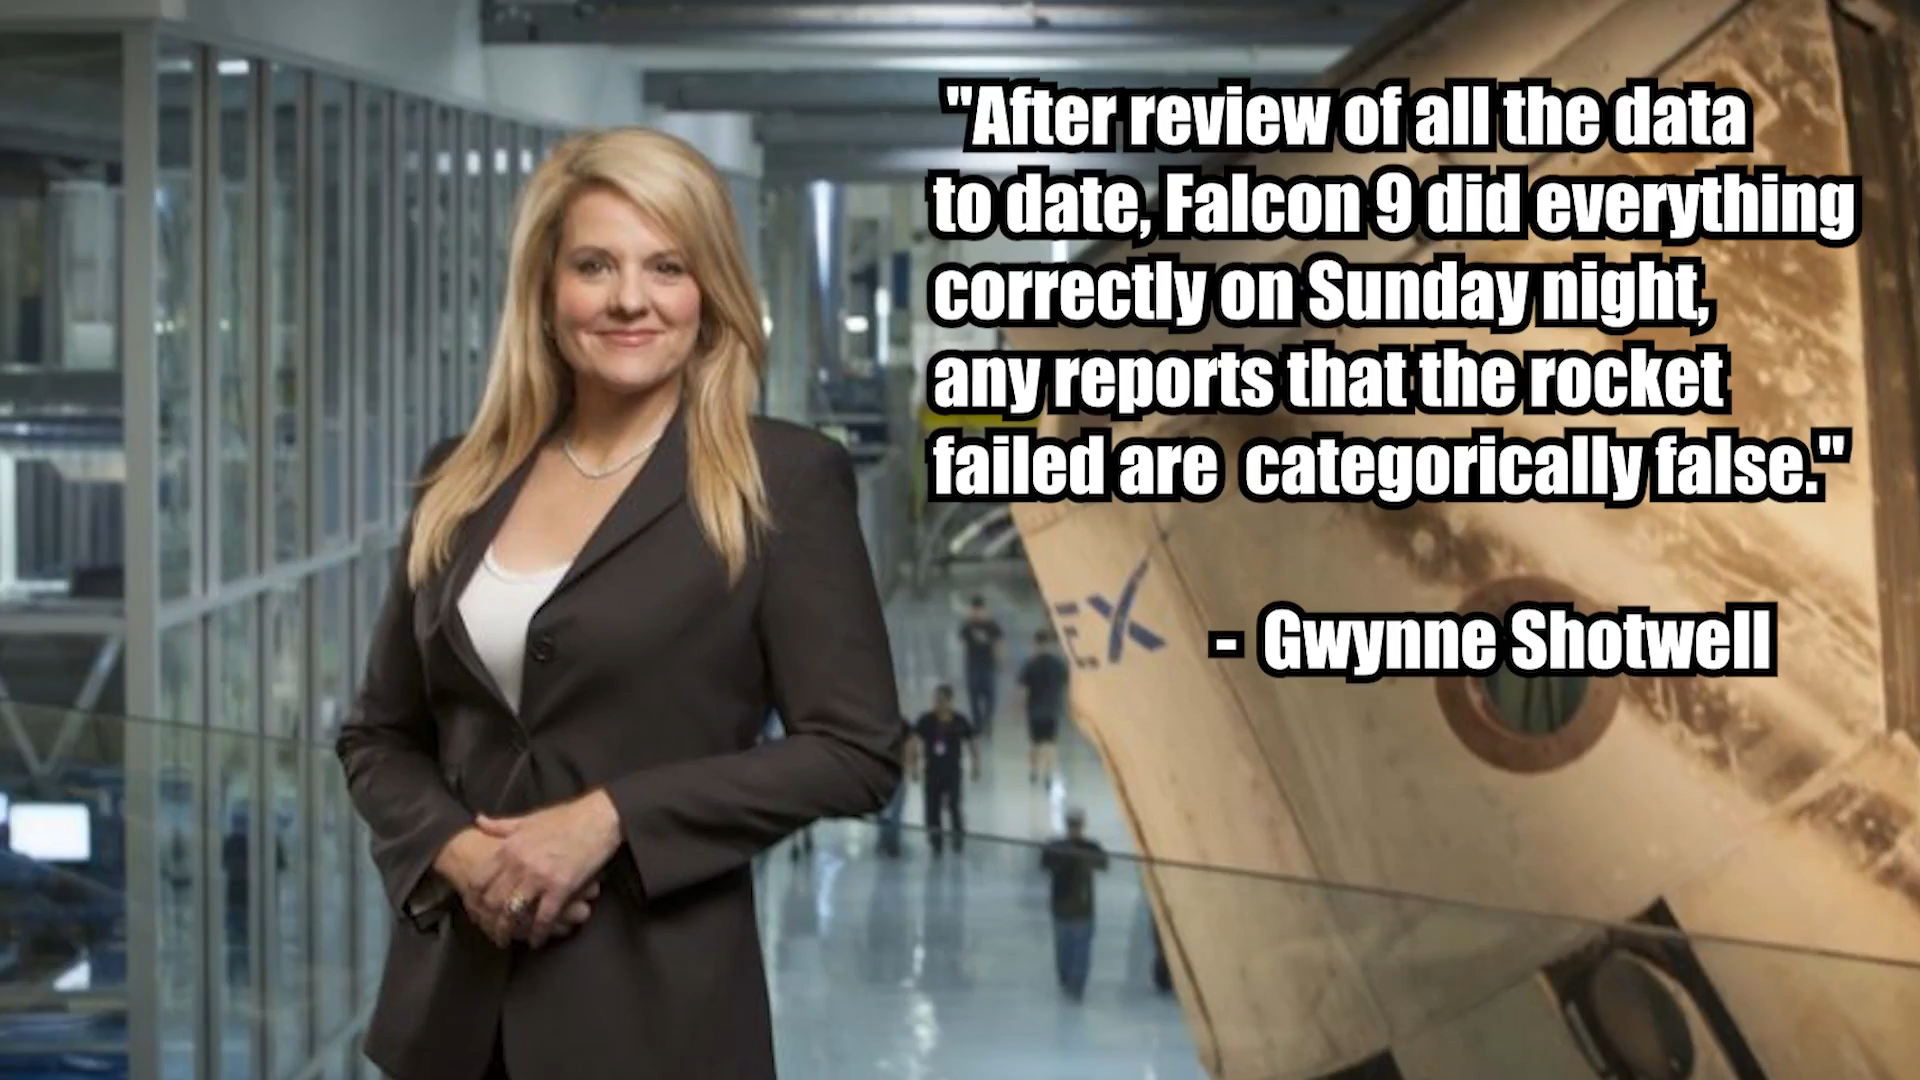 "After review of all the data
to date, Falcon 9 did everything
correctly on Sunday night,
any reports that the rocket
failed are categorically false."
EX
- Gwynne Shotwell